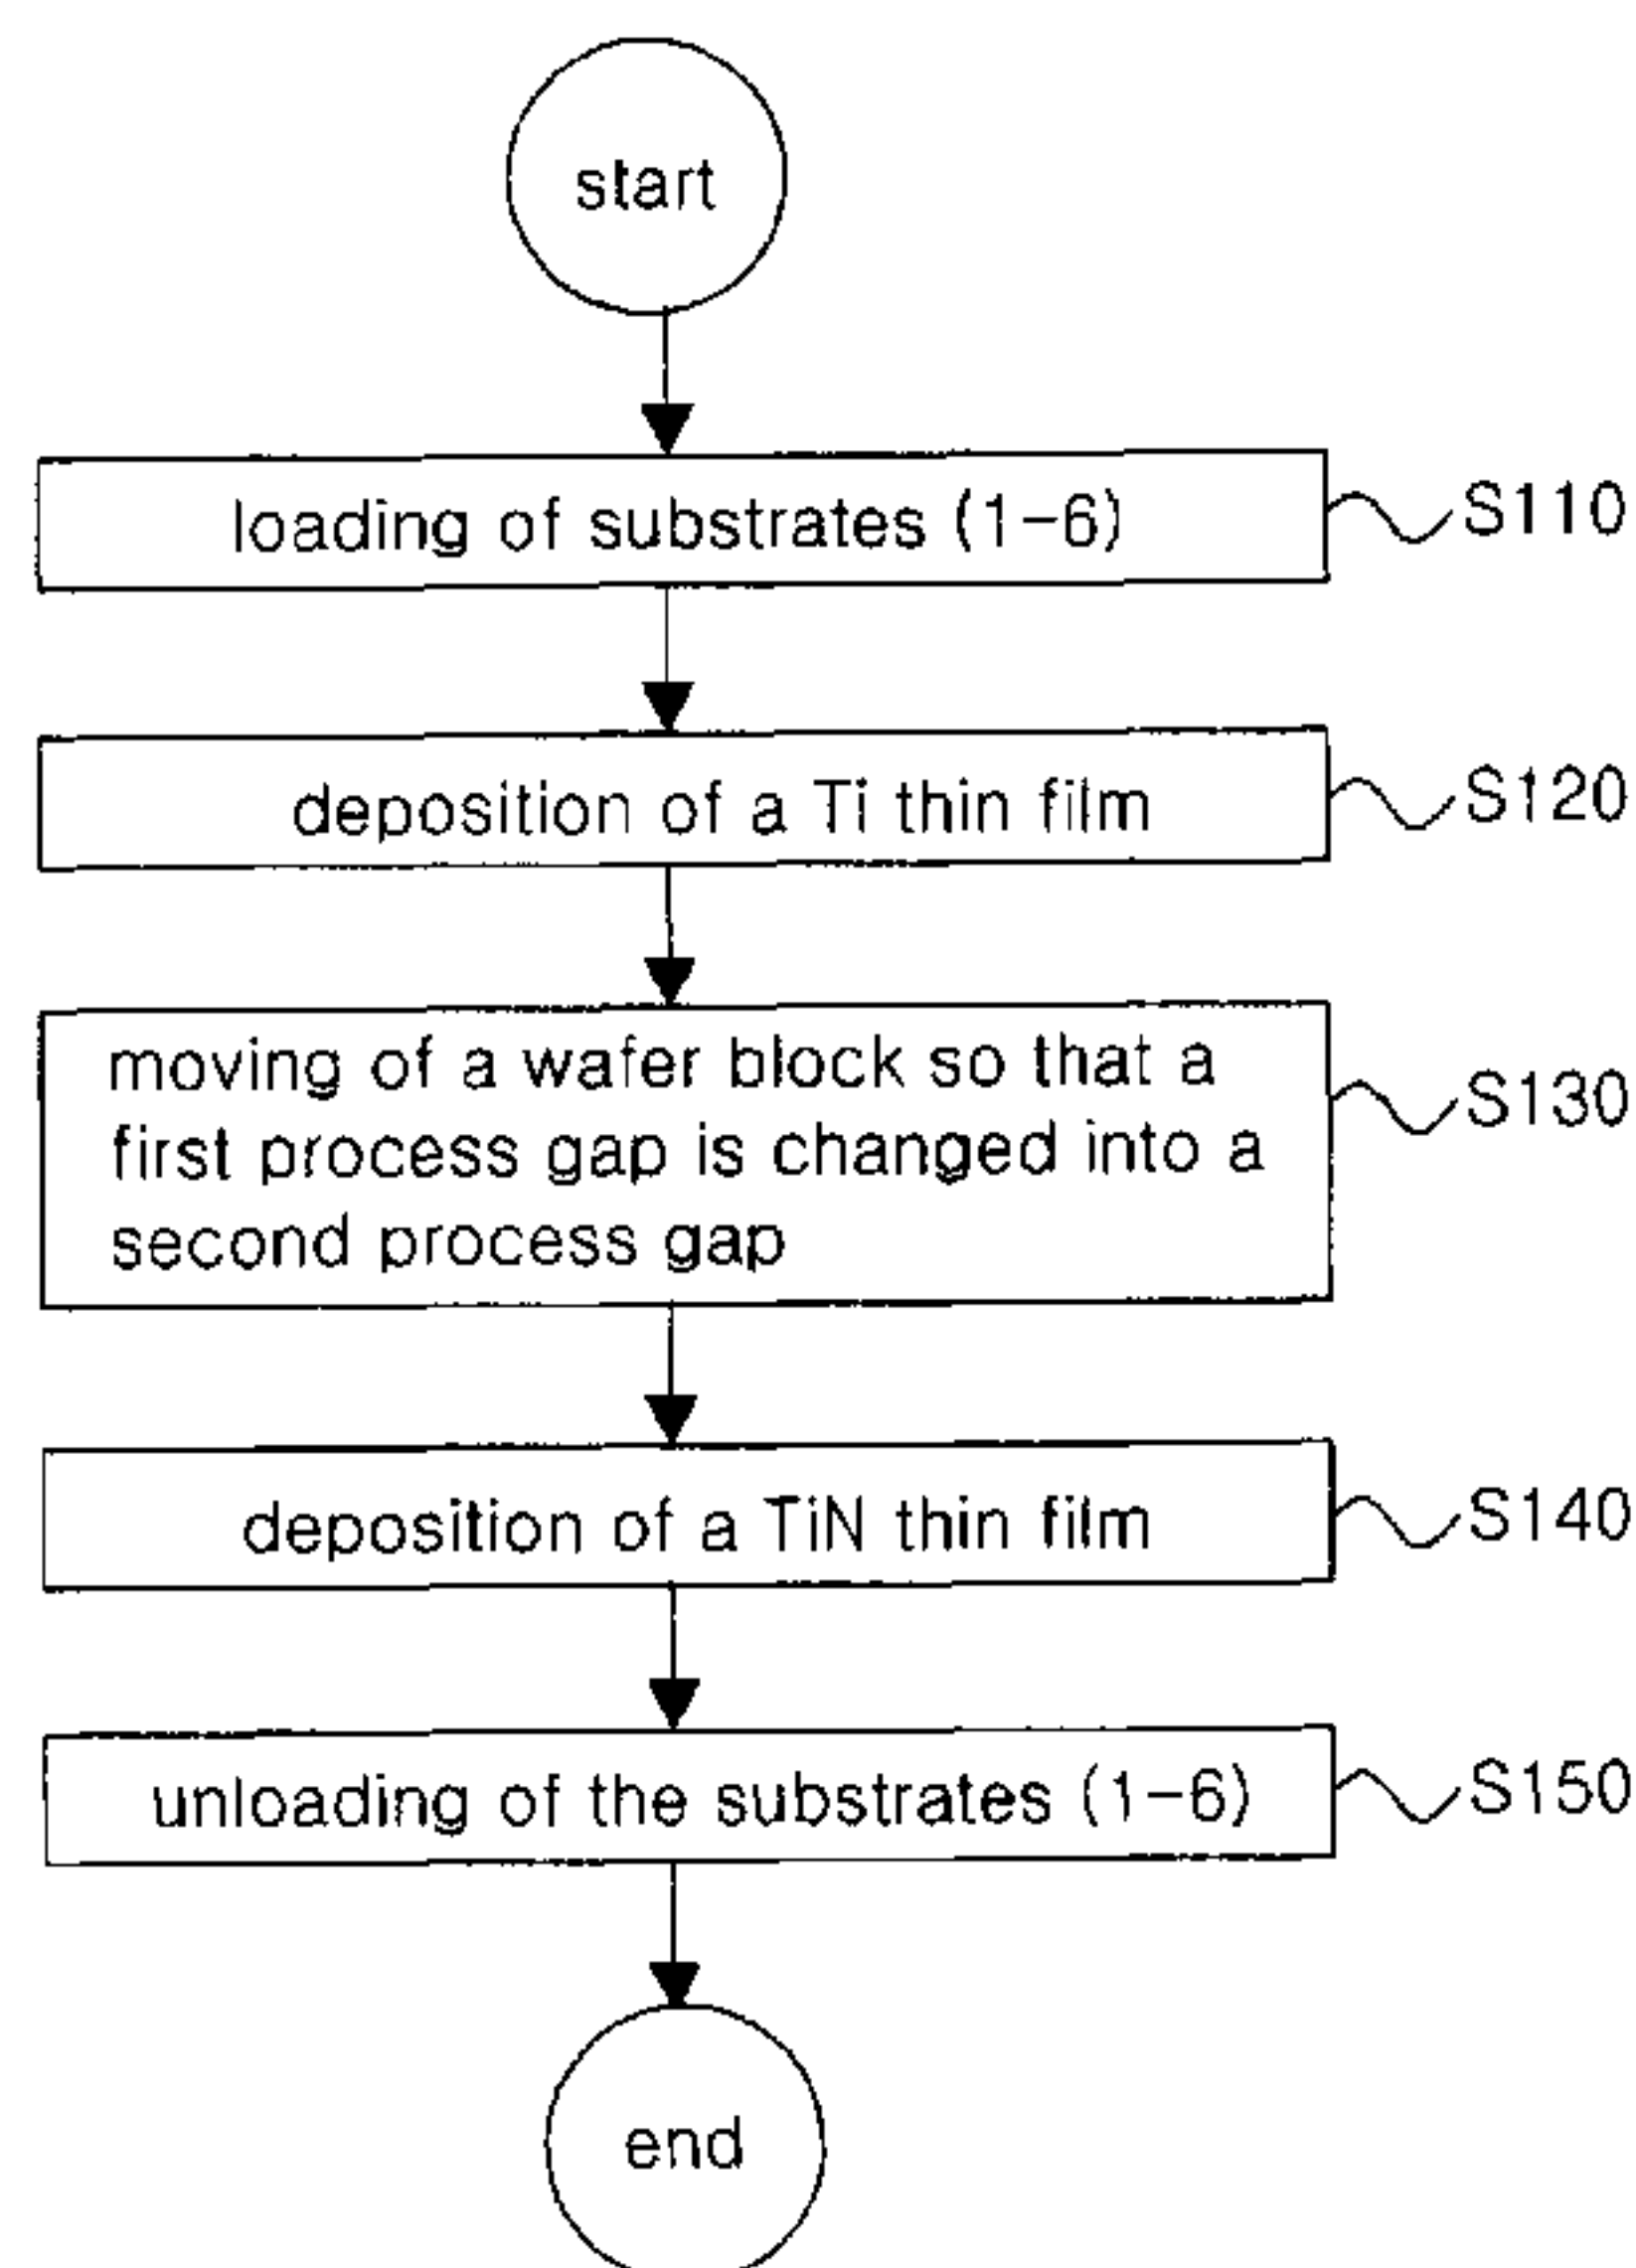 start
loading of substrates (1-6)
S110
deposition of a Ti thin film
S120
moving of a wafer block so that a
first process gap is changed into a
second process gap
S130
deposition of a TiN thin film
S140
unloading of the substrates (1-6)
S150
end